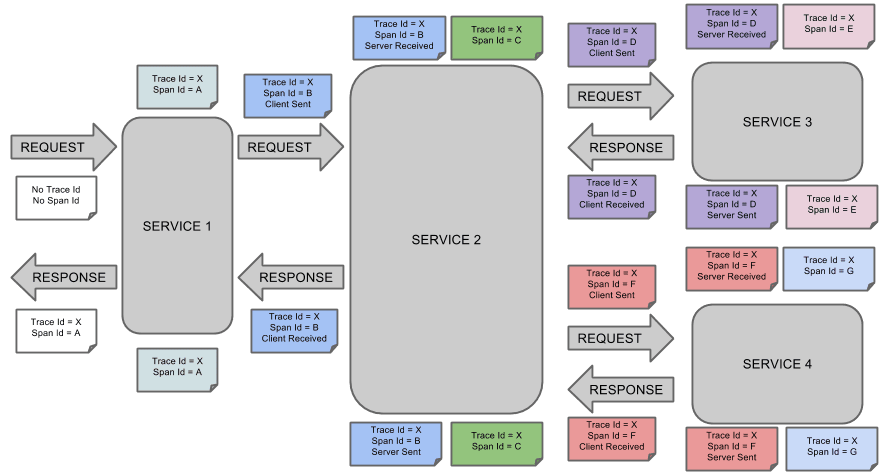 Trace Id = X
Span Id = B
Server Received
Trace Id = X
Span Id = C
Trace Id = X
Span Id = D
Client Sent
Trace Id = X
Span Id = D
Server Received
Trace Id = X
Span Id = E
Trace Id = X
Span Id = A
Trace Id = X
Span Id = B
Client Sent
REQUEST
REQUEST
REQUEST
SERVICE 3
RESPONSE
No Trace Id
No Span Id
Trace Id = X
Span Id = D
Client Received
Trace Id = X
Span Id = D
Server Sent
Trace Id = X
Span Id = E
SERVICE 1
SERVICE 2
RESPONSE
RESPONSE
Trace Id = X
Span Id = F
Client Sent
Trace Id = X
Span Id = F
Server Received
Trace Id = X
Span Id = G
Trace Id = X
Span Id = A
Trace Id = X
Span Id = B
Client Received
REQUEST
SERVICE 4
RESPONSE
Trace Id = X
Span Id = A
Trace Id = X
Span Id = B
Server Sent
Trace Id = X
Span Id = C
Trace Id = X
Span Id = F
Client Received
Trace Id = X
Span Id = F
Server Sent
Trace Id = X
Span Id = G